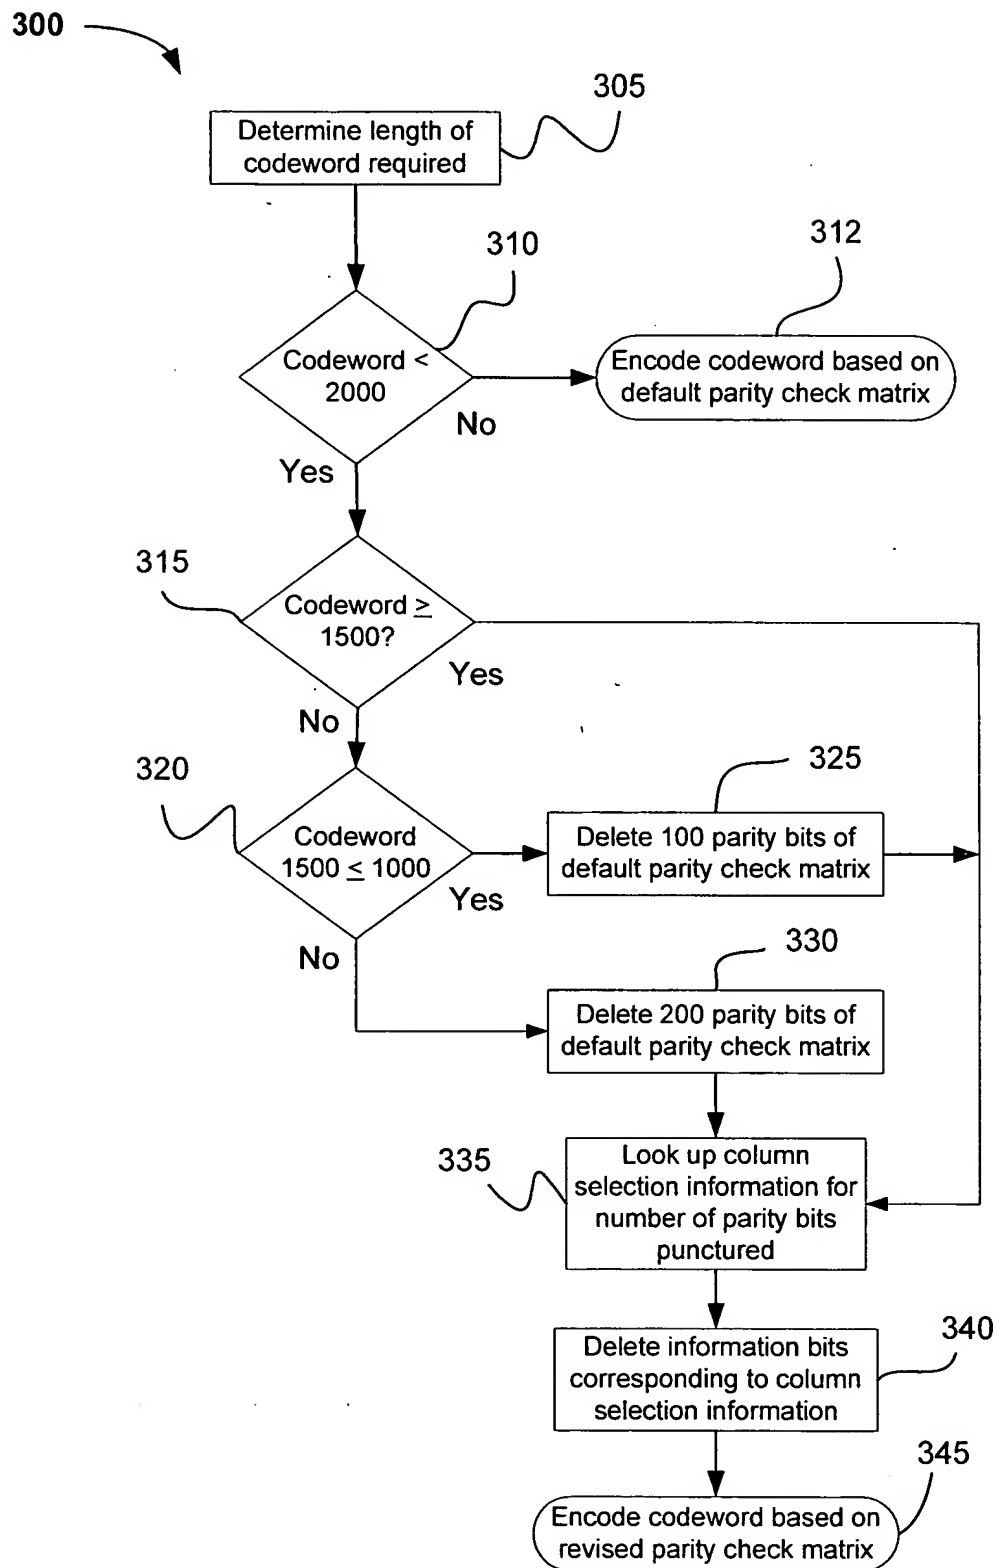 300
305
Determine length of
codeword required
310
312
Codeword <
2000
Encode codeword based on
default parity check matrix
No
Yes
315
Codeword ≥
1500?
Yes
No
320
325
Codeword
1500 ≤ 1000
Delete 100 parity bits of
default parity check matrix
Yes
No
330
Delete 200 parity bits of
default parity check matrix
335
Look up column
selection information for
number of parity bits
punctured
340
Delete information bits
corresponding to column
selection information
345
Encode codeword based on
revised parity check matrix